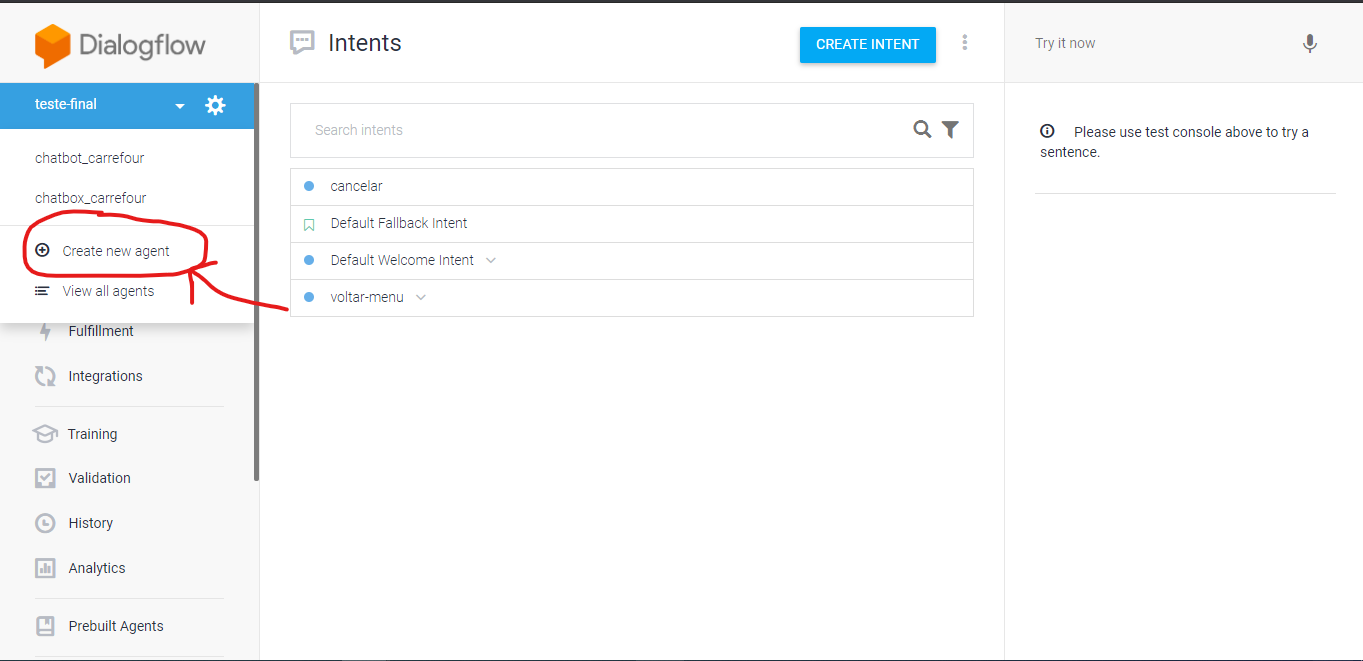 Dialogflow
teste-final
chatbot_carrefour
chatbox_carrefour
Create new agent
View all agents
Fulfillment
Integrations
Training
Validation
History
Analytics
Prebuilt Agents
Intents
CREATE INTENT
Search intents
cancelar
Default Fallback Intent
Default Welcome Intent
voltar-menu
Try it now
Please use test console above to try a
sentence.